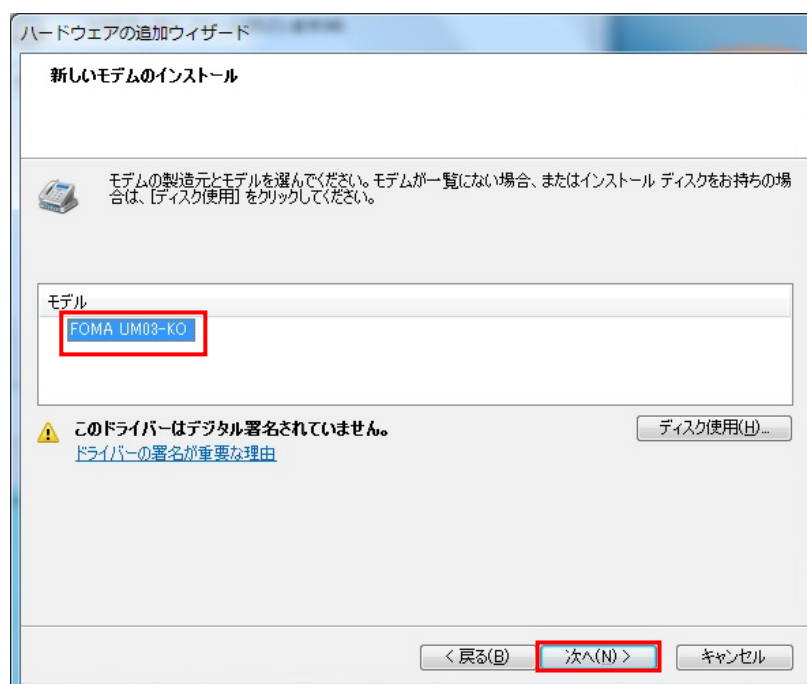 ハードウェアの追加ウィザード
新しいモデムのインストール
モデムの製造元とモデルを選んでください。モデムが一覧にない場合、またはインストール ディスクをお持ちの場
合は、[ディスク使用] をクリックしてください。
モデル
FOMA UM03-KO
このドライバーはデジタル署名されていません。
ディスク使用(H)...
ドライバーの署名が重要な理由
< 戻る(B)
次へ(N) >
キャンセル